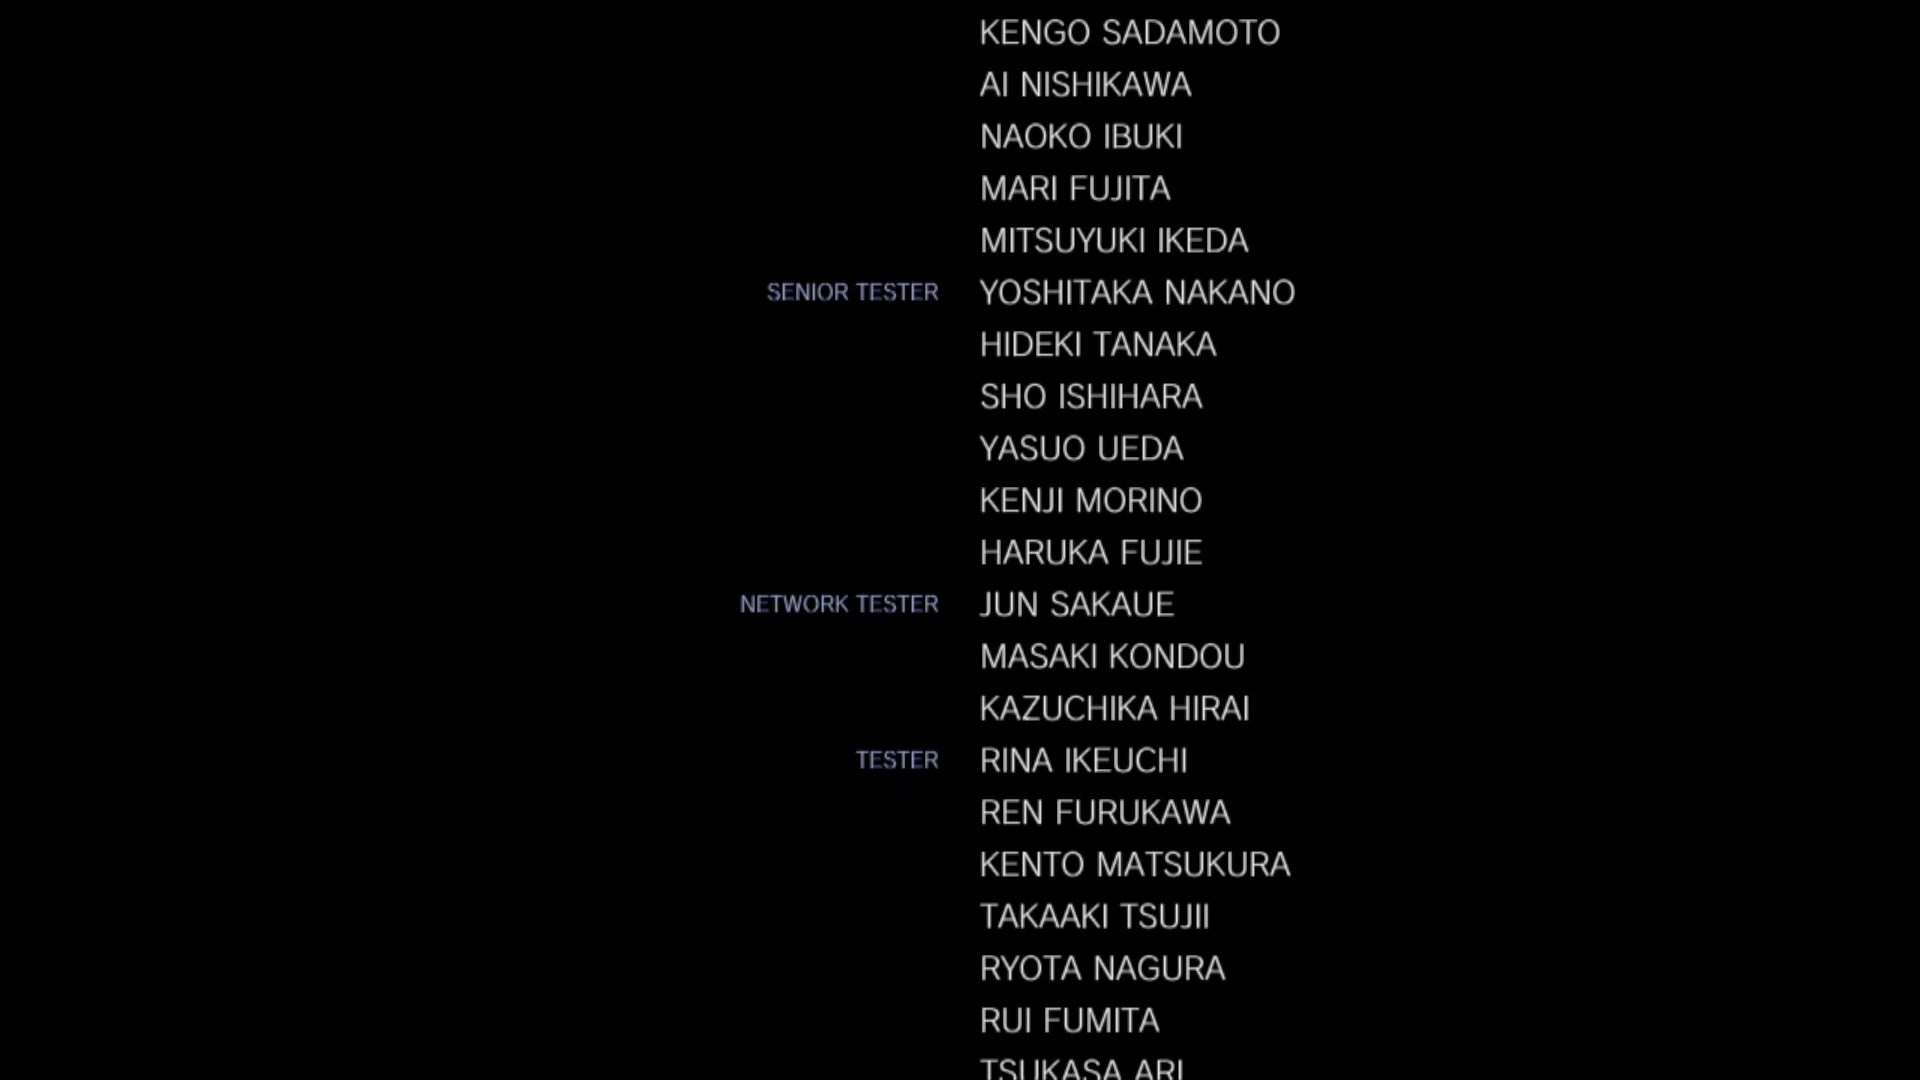 KENGO SADAMOTO
AI NISHIKAWA
NAOKO IBUKI
MARI FUJITA
MITSUYUKI IKEDA
SENIOR TESTER YOSHITAKA NAKANO
HIDEKI TANAKA
SHO ISHIHARA
YASUO UEDA
KENJI MORINO
HARUKA FUJIE
NETWORK TESTER JUN SAKAUE
MASAKI KONDOU
KAZUCHIKA HIRAI
TESTER RINA IKEUCHI
REN FURUKAWA
KENTO MATSUKURA
TAKAAKI TSUJII
RYOTA NAGURA
RUI FUMITA
TSUKASA ARI